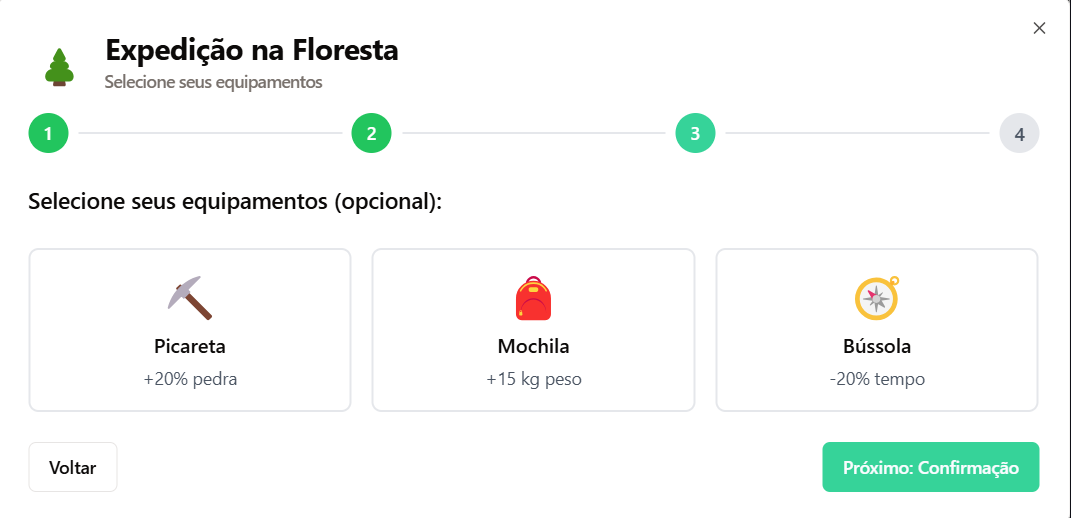 Expedição na Floresta
Selecione seus equipamentos
1 2 3 4
Selecione seus equipamentos (opcional):
Picareta
+20% pedra
Mochila
+15 kg peso
Bússola
-20% tempo
Voltar
Próximo: Confirmação